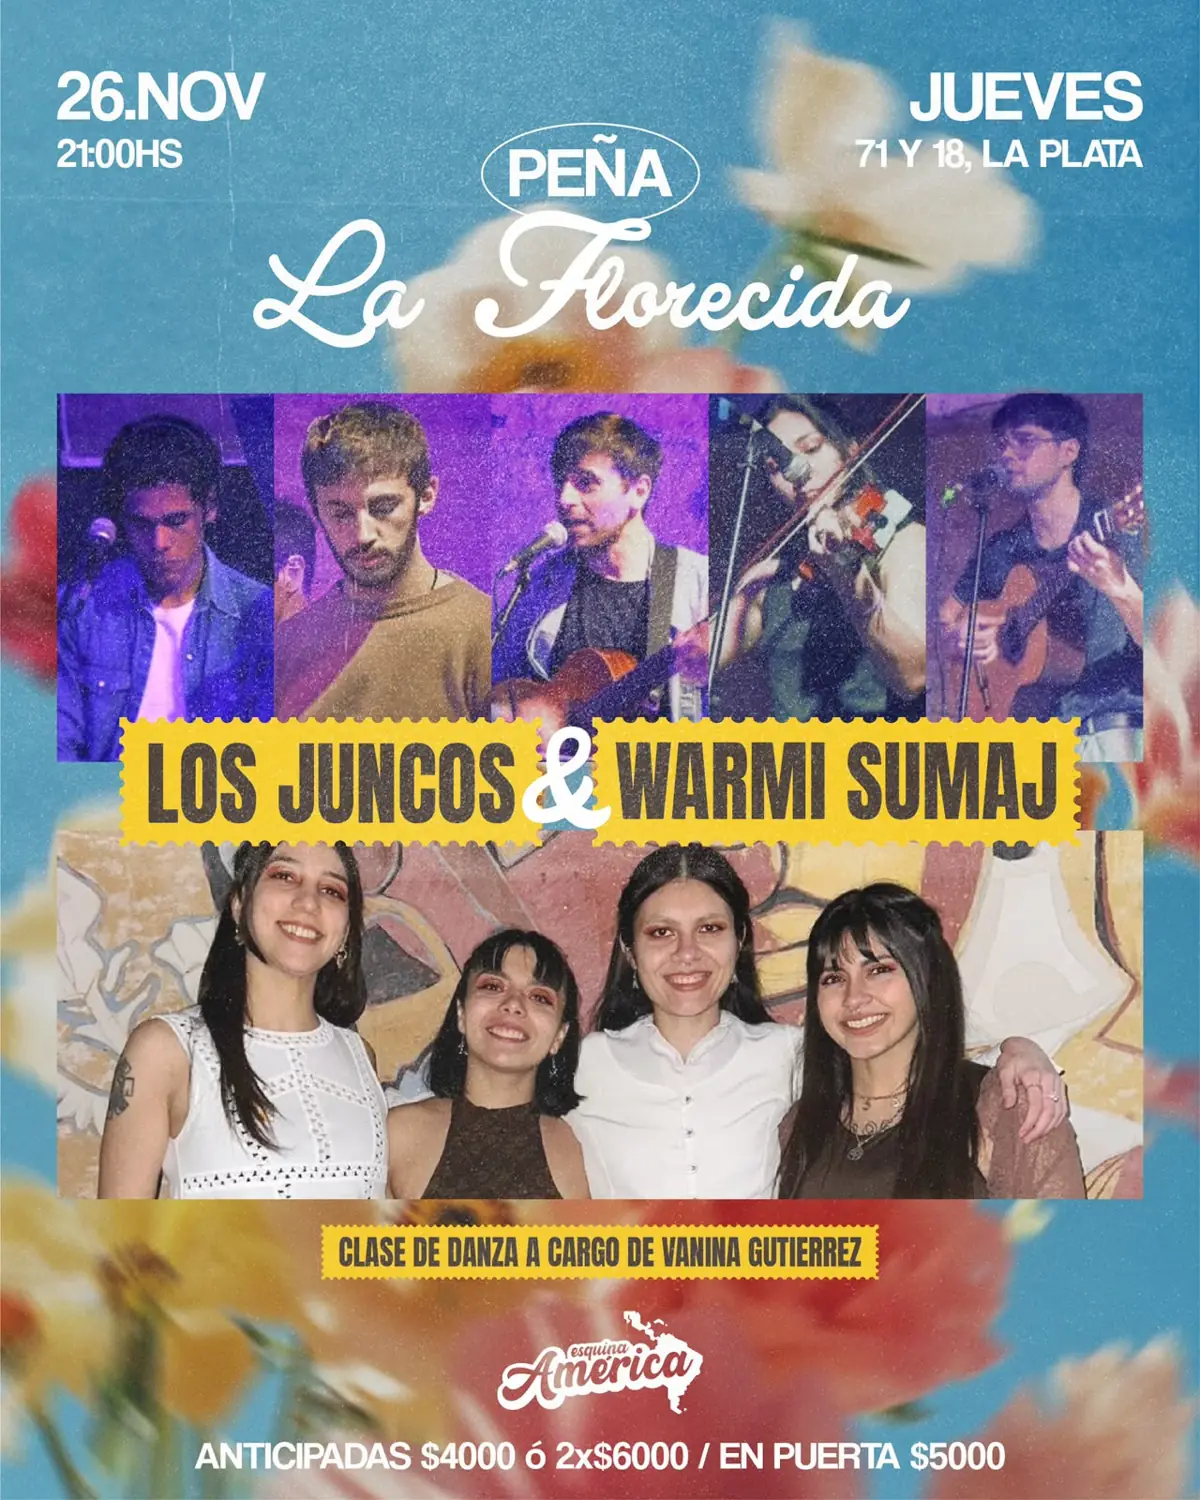 26.NOV
21:00HS
JUEVES
71 Y 18, LA PLATA
PEÑA
La Florecida
LOS JUNCOS & WARMI SUMAJ
CLASE DE DANZA A CARGO DE VANINA GUTIERREZ
esquina
América
ANTICIPADAS $4000 ó 2x$6000 / EN PUERTA $5000